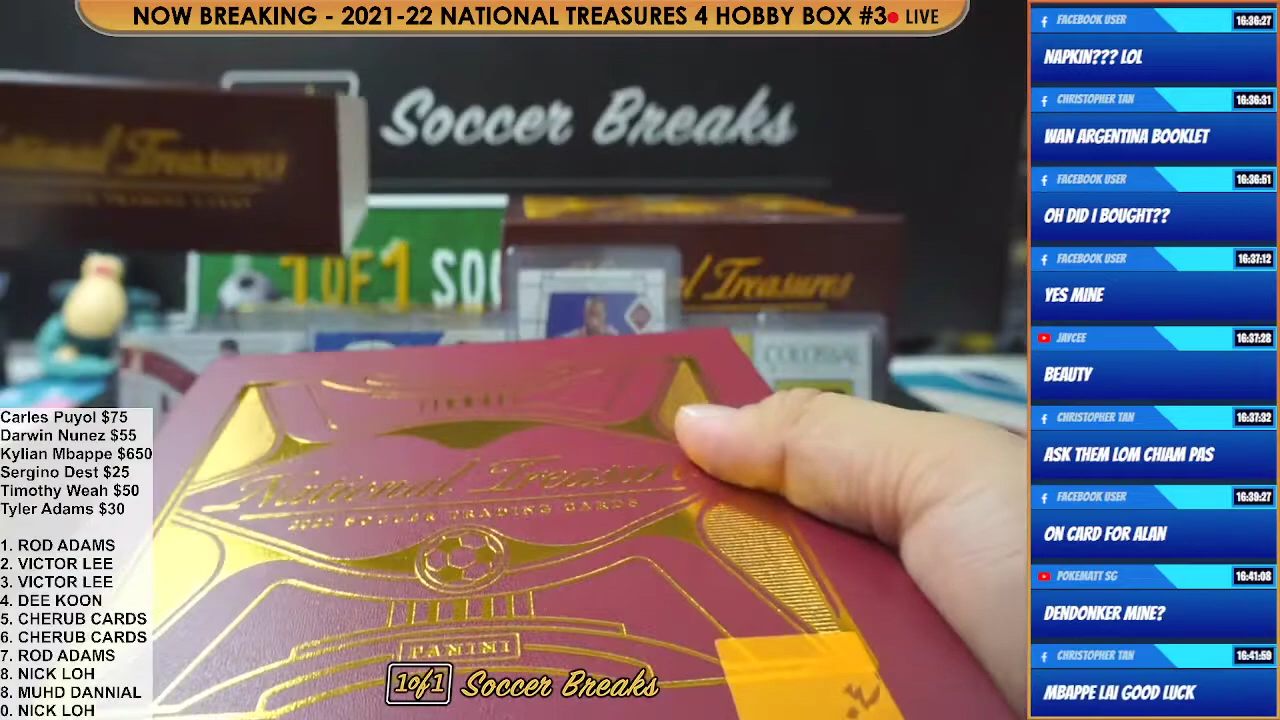 NOW BREAKING - 2021-22 NATIONAL TREASURES 4 HOBBY BOX #3 LIVE
Soccer Breaks
National Treasures
1 OF 1 SO
l Treasures
COLOSSAL
National Treasu
2022 SOCCER TRADING CARDS
PANINI
1of1 Soccer Breaks
Carles Puyol $75
Darwin Nunez $55
Kylian Mbappe $650
Sergino Dest $25
Timothy Weah $50
Tyler Adams $30
1. ROD ADAMS
2. VICTOR LEE
3. VICTOR LEE
4. DEE KOON
5. CHERUB CARDS
6. CHERUB CARDS
7. ROD ADAMS
8. NICK LOH
8. MUHD DANNIAL
0. NICK LOH
FACEBOOK USER 16:36:27
NAPKIN??? LOL
CHRISTOPHER TAN 16:36:31
WAN ARGENTINA BOOKLET
FACEBOOK USER 16:36:51
OH DID I BOUGHT??
FACEBOOK USER 16:37:12
YES MINE
JAYCEE 16:37:28
BEAUTY
CHRISTOPHER TAN 16:37:32
ASK THEM LOM CHIAM PAS
FACEBOOK USER 16:39:27
ON CARD FOR ALAN
POKEMATT SG 16:41:08
DENDONKER MINE?
CHRISTOPHER TAN 16:41:59
MBAPPE LAI GOOD LUCK